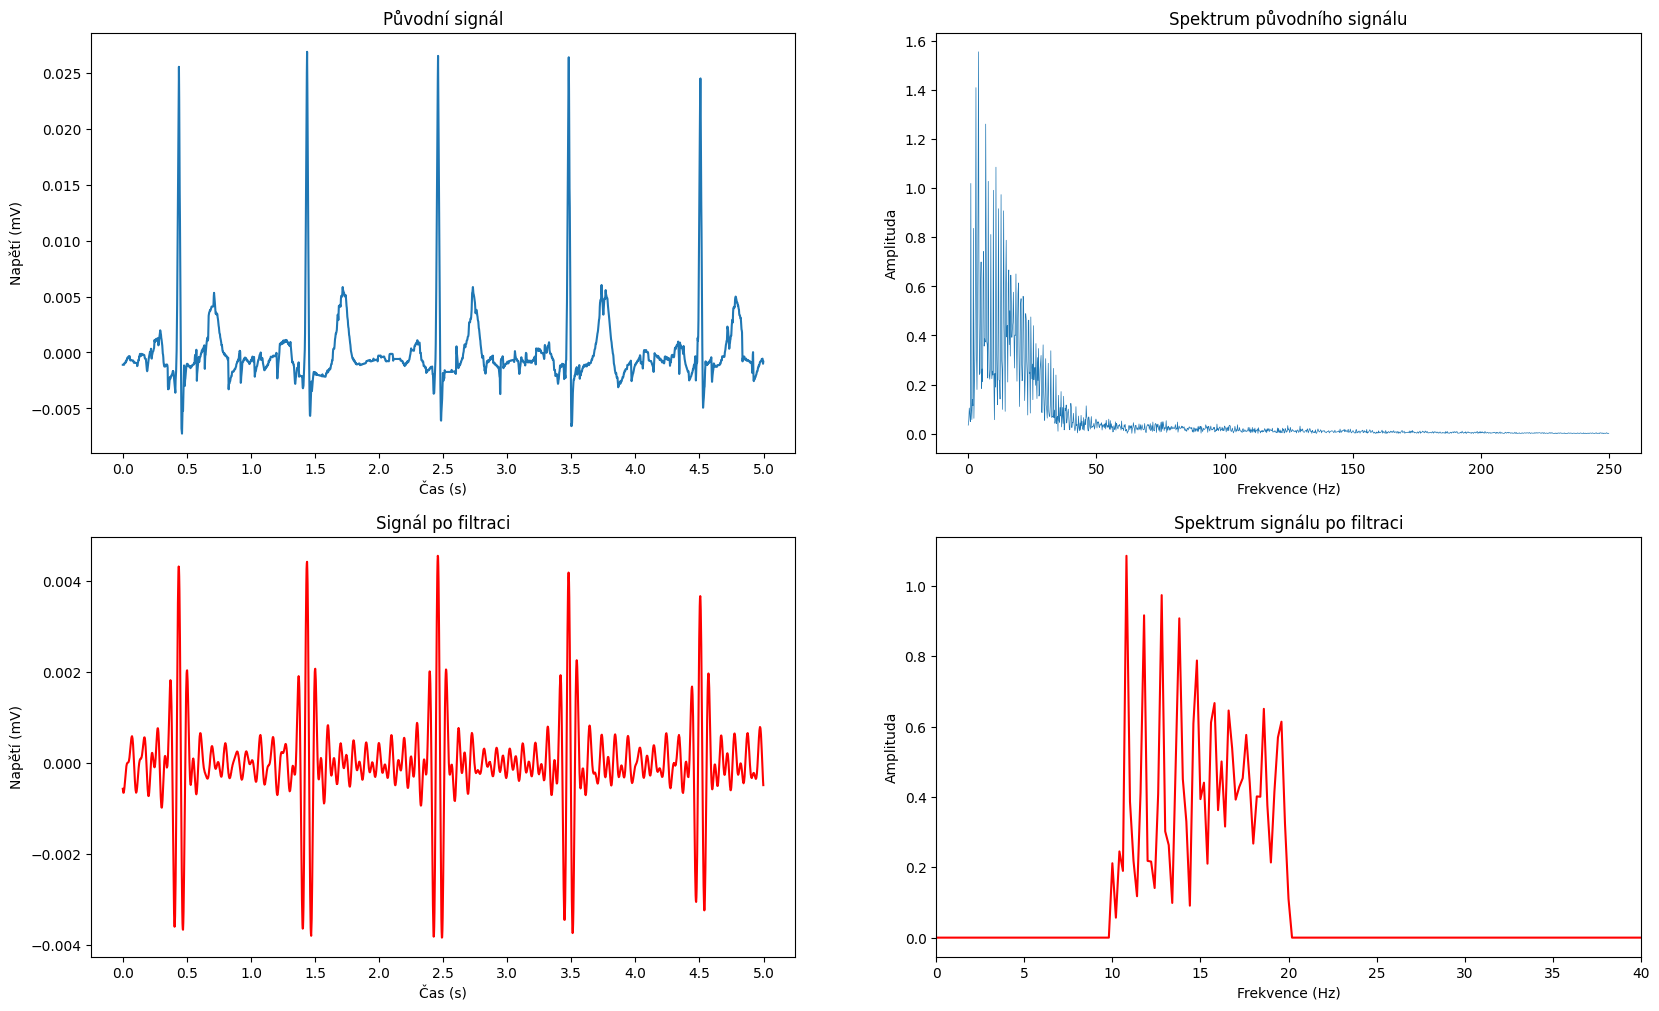 Původní signál
Napětí (mV)
0.025
0.020
0.015
0.010
0.005
0.000
−0.005
0.0 0.5 1.0 1.5 2.0 2.5 3.0 3.5 4.0 4.5 5.0
Čas (s)
Spektrum původního signálu
Amplituda
1.6
1.4
1.2
1.0
0.8
0.6
0.4
0.2
0.0
0 50 100 150 200 250
Frekvence (Hz)
Signál po filtraci
Napětí (mV)
0.004
0.002
0.000
−0.002
−0.004
0.0 0.5 1.0 1.5 2.0 2.5 3.0 3.5 4.0 4.5 5.0
Čas (s)
Spektrum signálu po filtraci
Amplituda
1.0
0.8
0.6
0.4
0.2
0.0
0 5 10 15 20 25 30 35 40
Frekvence (Hz)